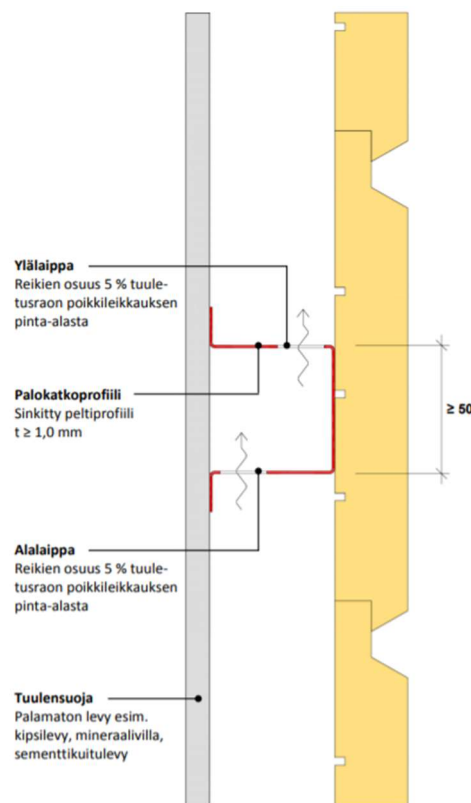 Ylälaippa
Reikien osuus 5 % tuule-
tusraon poikkileikkauksen
pinta-alasta
Palokatkoprofiili
Sinkitty peltiprofiili
t ≥ 1,0 mm
≥ 50
Alalaippa
Reikien osuus 5 % tuule-
tusraon poikkileikkauksen
pinta-alasta
Tuulensuoja
Palamaton levy esim.
kipsilevy, mineraalivilla,
sementtikuitulevy